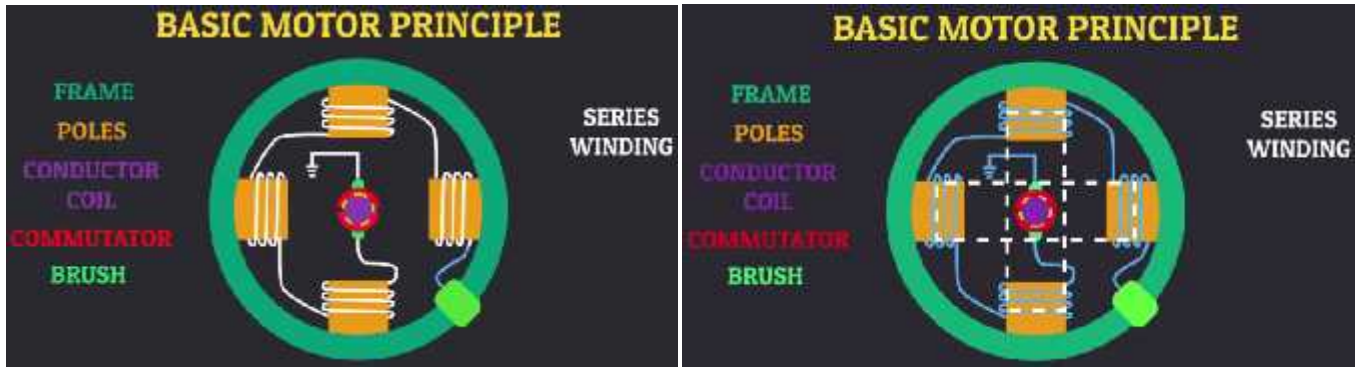 BASIC MOTOR PRINCIPLE
FRAME
POLES
CONDUCTOR
COIL
COMMUTATOR
BRUSH
SERIES
WINDING
BASIC MOTOR PRINCIPLE
FRAME
POLES
CONDUCTOR
COIL
COMMUTATOR
BRUSH
SERIES
WINDING